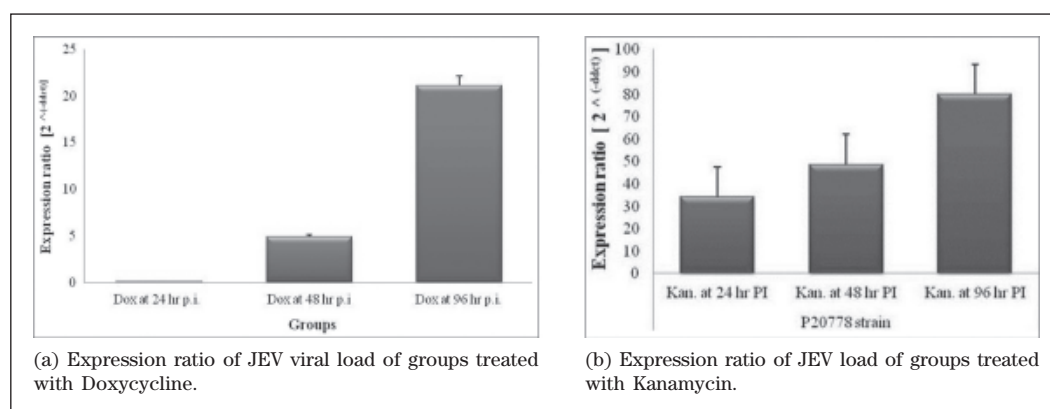 Expression ratio [2 ^(-ddct)]
25
20
15
10
5
0
Dox at 24 hr p.i.
Dox at 48 hr p.i
Dox at 96 hr p.i.
Groups
(a) Expression ratio of JEV viral load of groups treated
with Doxycycline.
Expression ratio [ 2 ^ (-ddct) ]
100
90
80
70
60
50
40
30
20
10
0
Kan. at 24 hr PI
Kan. at 48 hr PI
Kan. at 96 hr PI
P20778 strain
(b) Expression ratio of JEV load of groups treated
with Kanamycin.